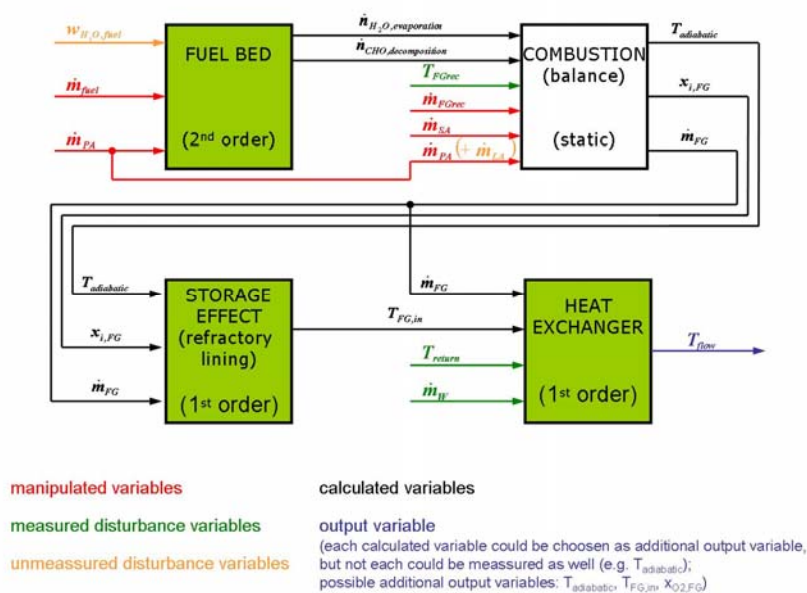 ṅ_H₂O,evaporation
ṅ_CHO,decomposition
w_H₂O,fuel
FUEL BED
(2nd order)
ṁ_fuel
ṁ_PA
T_FGrec
ṁ_FGrec
ṁ_SA
ṁ_PA (+ ṁ_LA)
COMBUSTION
(balance)
(static)
T_adiabatic
x_i,FG
ṁ_FG
T_adiabatic
x_i,FG
ṁ_FG
STORAGE
EFFECT
(refractory
lining)
(1st order)
T_FG,in
ṁ_FG
T_return
ṁ_W
HEAT
EXCHANGER
(1st order)
T_flow
manipulated variables
measured disturbance variables
unmeassured disturbance variables
calculated variables
output variable
(each calculated variable could be choosen as additional output variable,
but not each could be meassured as well (e.g. T_adiabatic);
possible additional output variables: T_adiabatic, T_FG,in, x_O2,FG)